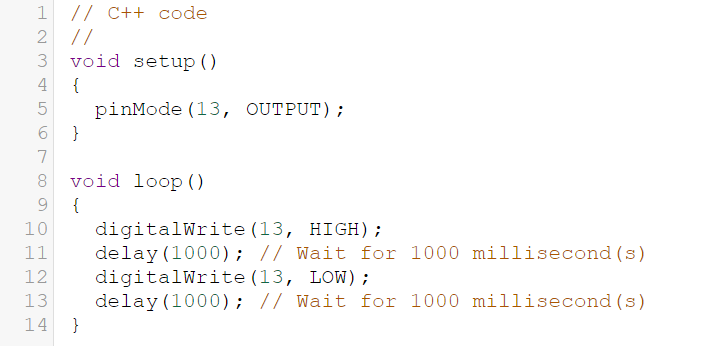 1 // C++ code
2 //
3 void setup()
4 {
5   pinMode(13, OUTPUT);
6 }
7
8 void loop()
9 {
10   digitalWrite(13, HIGH);
11   delay(1000); // Wait for 1000 millisecond(s)
12   digitalWrite(13, LOW);
13   delay(1000); // Wait for 1000 millisecond(s)
14 }